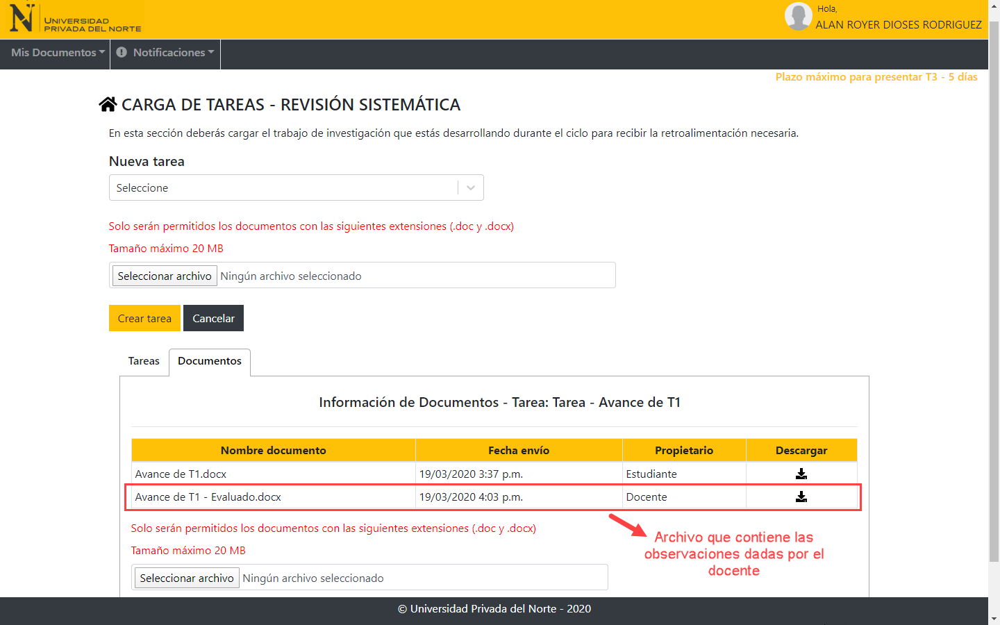 N
UNIVERSIDAD
PRIVADA DEL NORTE
Hola,
ALAN ROYER DIOSES RODRIGUEZ
Mis Documentos
Notificaciones
Plazo máximo para presentar T3 - 5 días
CARGA DE TAREAS - REVISIÓN SISTEMÁTICA
En esta sección deberás cargar el trabajo de investigación que estás desarrollando durante el ciclo para recibir la retroalimentación necesaria.
Nueva tarea
Seleccione
Solo serán permitidos los documentos con las siguientes extensiones (.doc y .docx)
Tamaño máximo 20 MB
Seleccionar archivo Ningún archivo seleccionado
Crear tarea Cancelar
Tareas Documentos
Información de Documentos - Tarea: Tarea - Avance de T1
Nombre documento Fecha envío Propietario Descargar
Avance de T1.docx 19/03/2020 3:37 p.m. Estudiante
Avance de T1 - Evaluado.docx 19/03/2020 4:03 p.m. Docente
Solo serán permitidos los documentos con las siguientes extensiones (.doc y .docx)
Tamaño máximo 20 MB
Seleccionar archivo Ningún archivo seleccionado
Archivo que contiene las
observaciones dadas por el
docente
© Universidad Privada del Norte - 2020